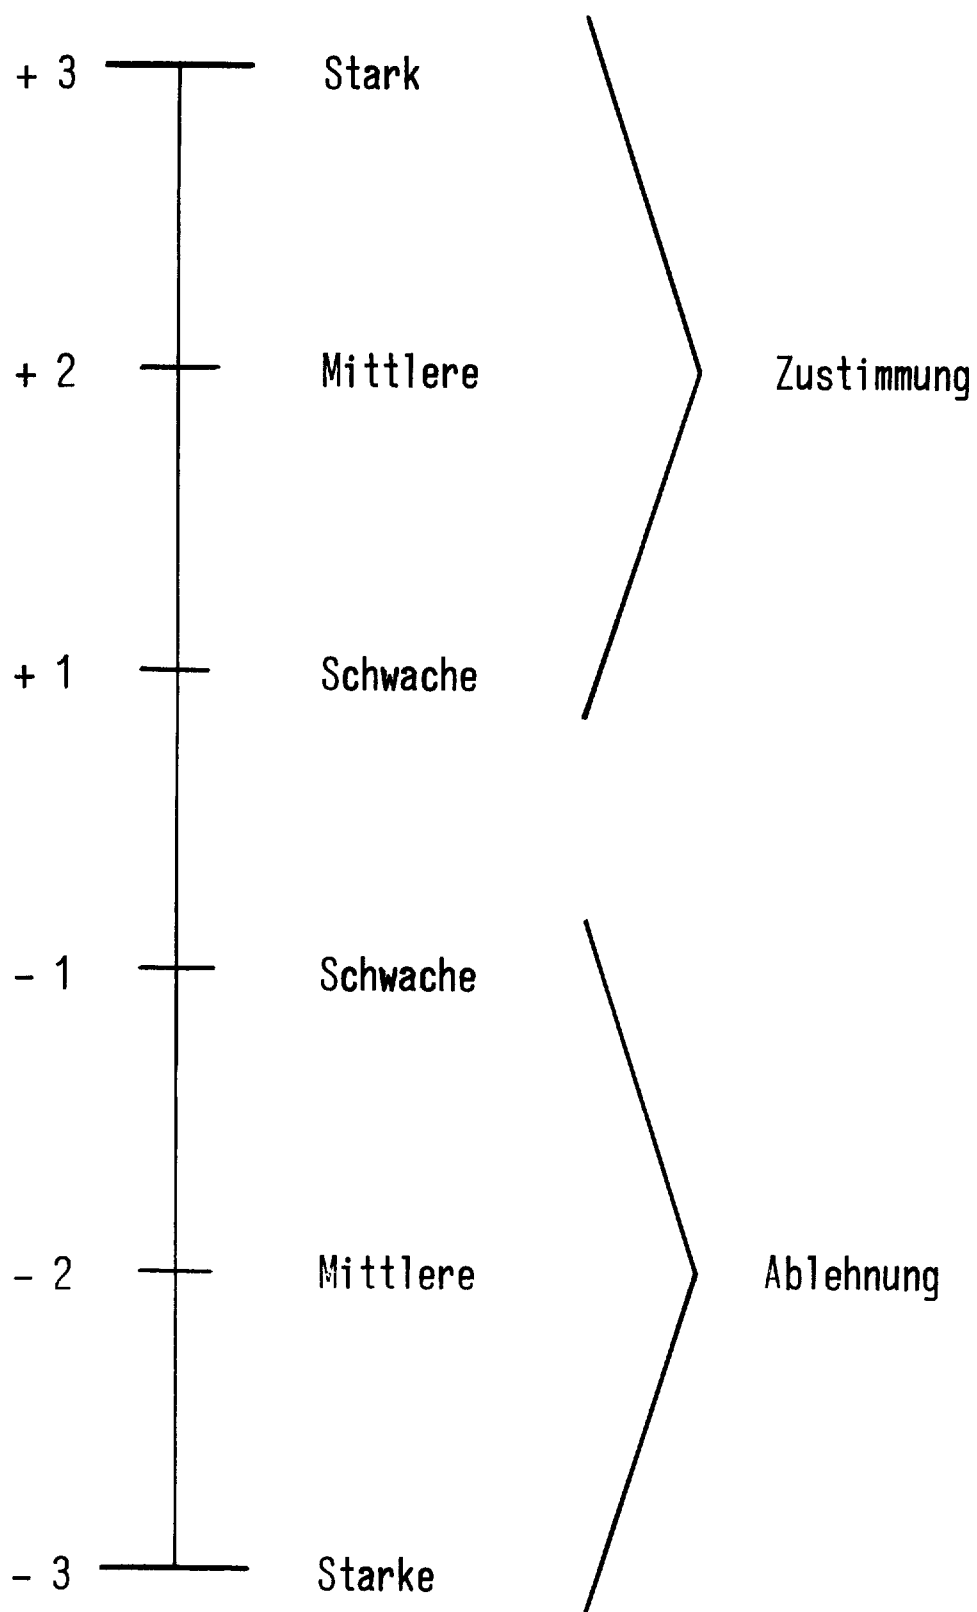 + 3 Stark
+ 2 Mittlere Zustimmung
+ 1 Schwache
- 1 Schwache
- 2 Mittlere Ablehnung
- 3 Starke